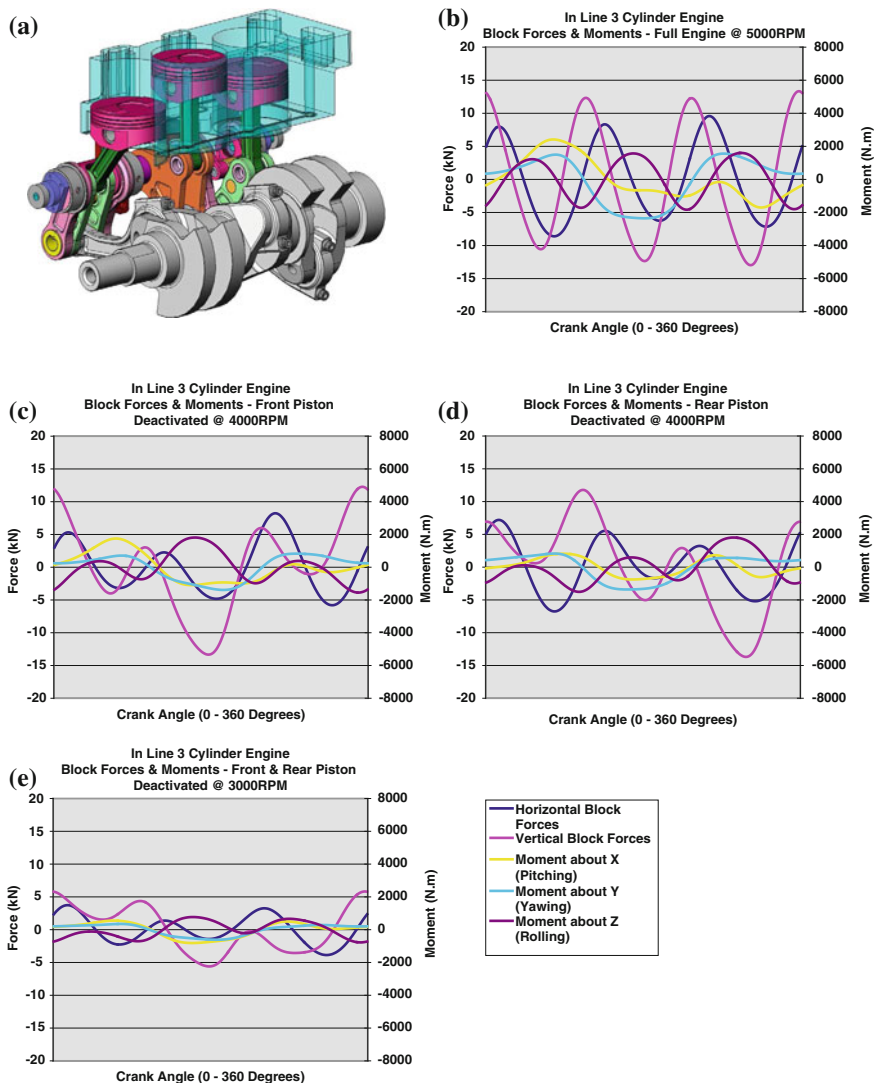 (a)
(b)
In Line 3 Cylinder Engine
Block Forces & Moments - Full Engine @ 5000RPM
20
15
10
5
0
-5
-10
-15
-20
Force (kN)
8000
6000
4000
2000
0
-2000
-4000
-6000
-8000
Moment (N.m)
Crank Angle (0 - 360 Degrees)
(c)
In Line 3 Cylinder Engine
Block Forces & Moments - Front Piston
Deactivated @ 4000RPM
20
15
10
5
0
-5
-10
-15
-20
Force (kN)
8000
6000
4000
2000
0
-2000
-4000
-6000
-8000
Moment (N.m)
Crank Angle (0 - 360 Degrees)
(d)
In Line 3 Cylinder Engine
Block Forces & Moments - Rear Piston
Deactivated @ 4000RPM
20
15
10
5
0
-5
-10
-15
-20
Force (kN)
8000
6000
4000
2000
0
-2000
-4000
-6000
-8000
Moment (N.m)
Crank Angle (0 - 360 Degrees)
(e)
In Line 3 Cylinder Engine
Block Forces & Moments - Front & Rear Piston
Deactivated @ 3000RPM
20
15
10
5
0
-5
-10
-15
-20
Force (kN)
8000
6000
4000
2000
0
-2000
-4000
-6000
-8000
Moment (N.m)
Crank Angle (0 - 360 Degrees)
Horizontal Block
Forces
Vertical Block Forces
Moment about X
(Pitching)
Moment about Y
(Yawing)
Moment about Z
(Rolling)